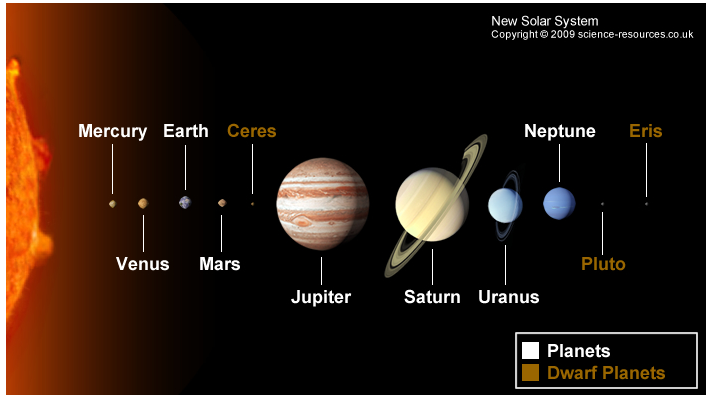 New Solar System
Copyright © 2009 science-resources.co.uk
Mercury
Earth
Ceres
Neptune
Eris
Venus
Mars
Pluto
Jupiter
Saturn
Uranus
Planets
Dwarf Planets